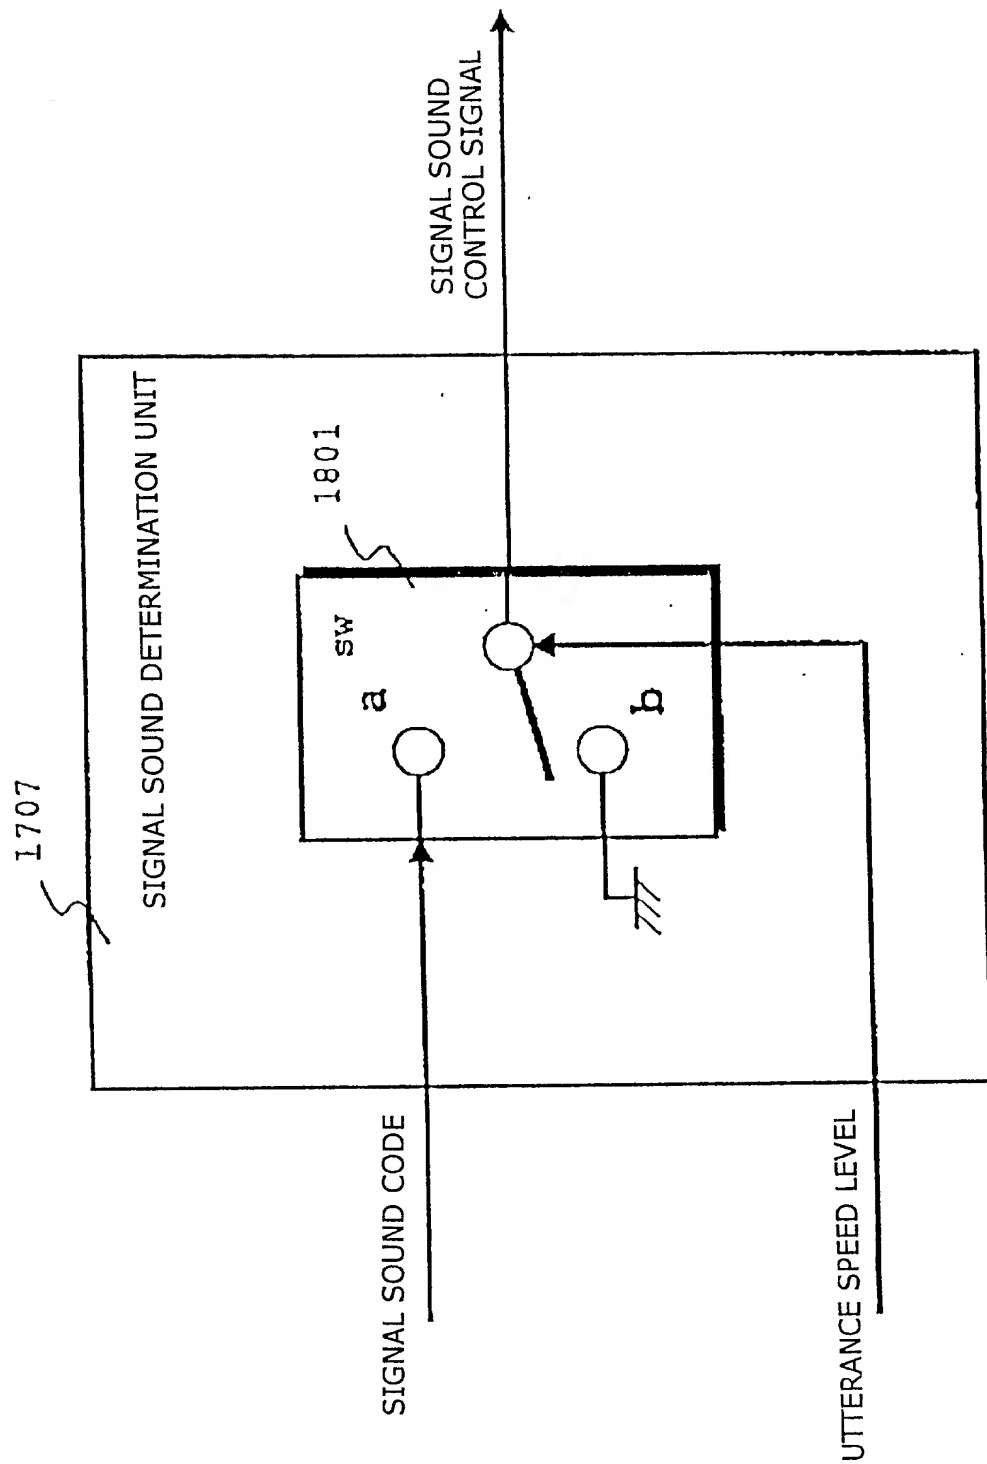 1707
SIGNAL SOUND DETERMINATION UNIT
1801
sw
a
SIGNAL SOUND CODE
SIGNAL SOUND
CONTROL SIGNAL
b
UTTERANCE SPEED LEVEL